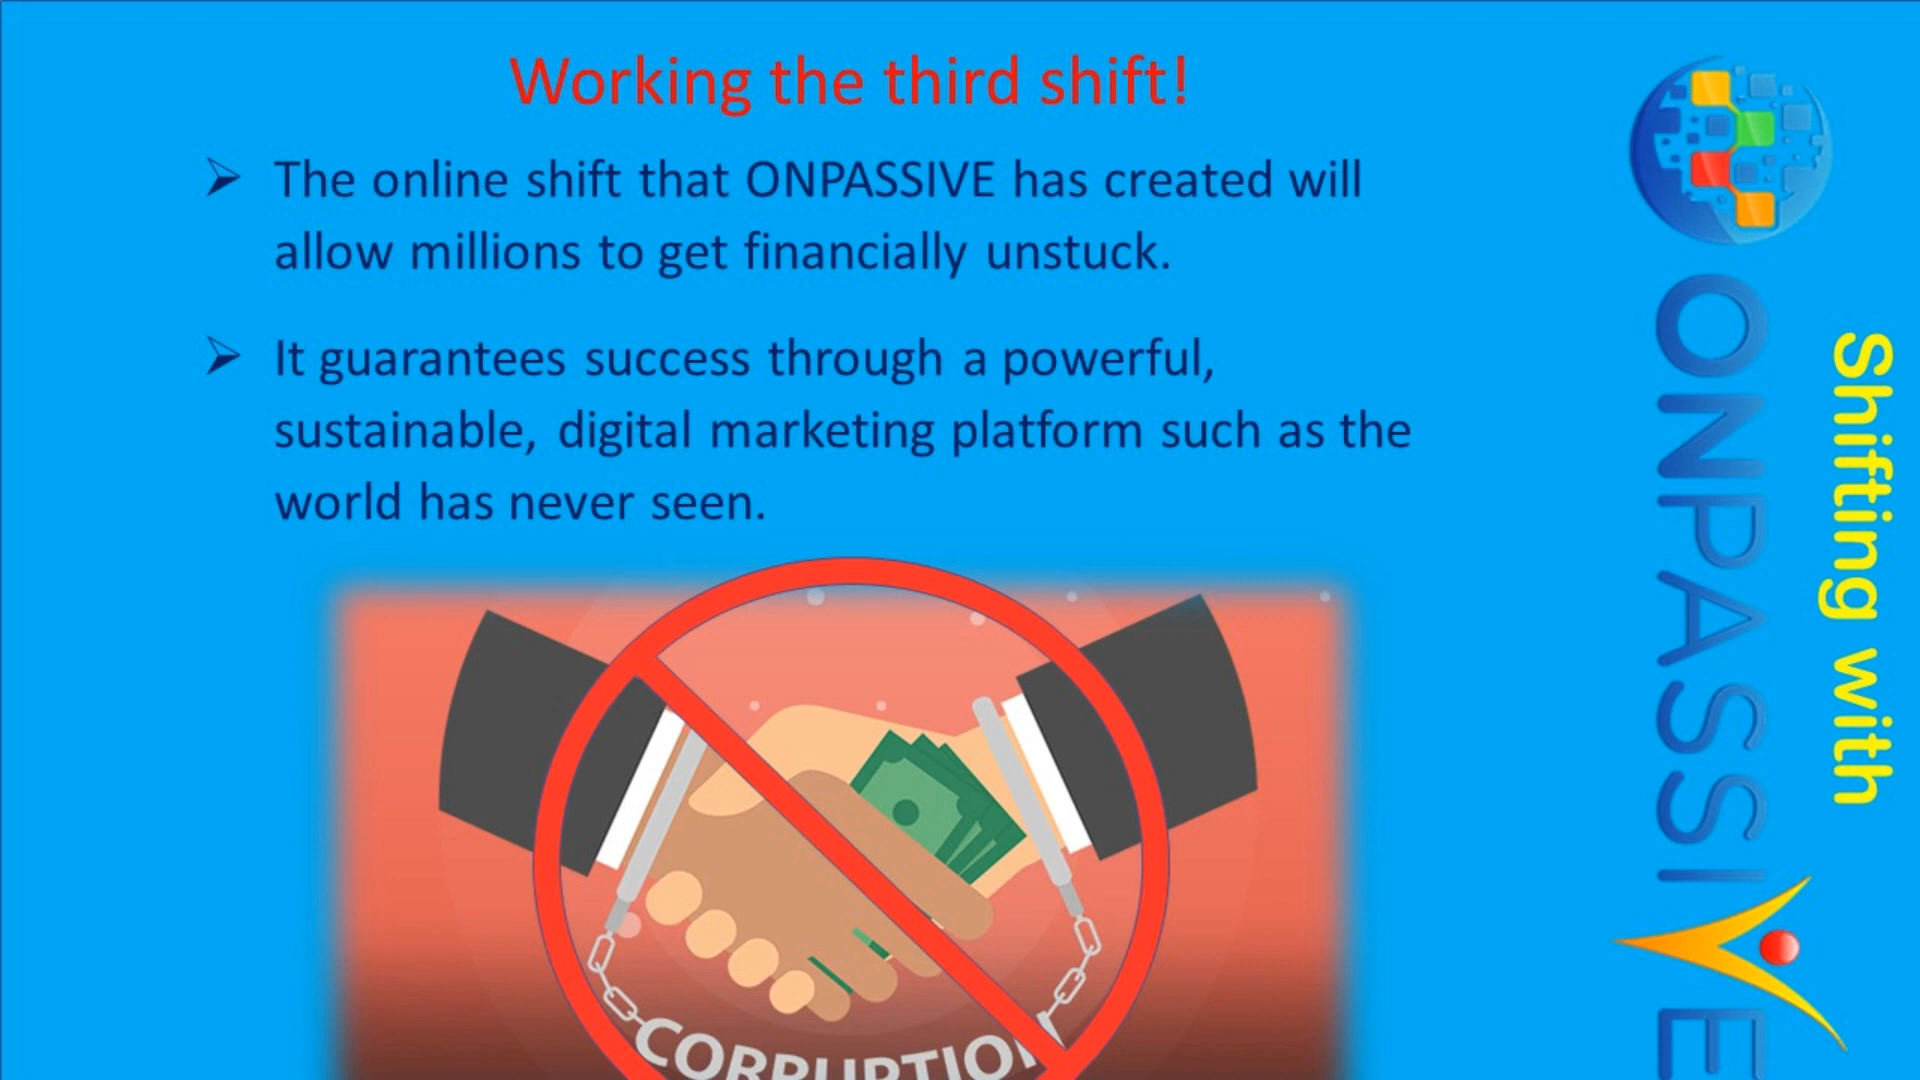 Working the third shift!
The online shift that ONPASSIVE has created will
allow millions to get financially unstuck.
It guarantees success through a powerful,
sustainable, digital marketing platform such as the
world has never seen.
CORRUPTION
Shifting with
ONPASSIVE